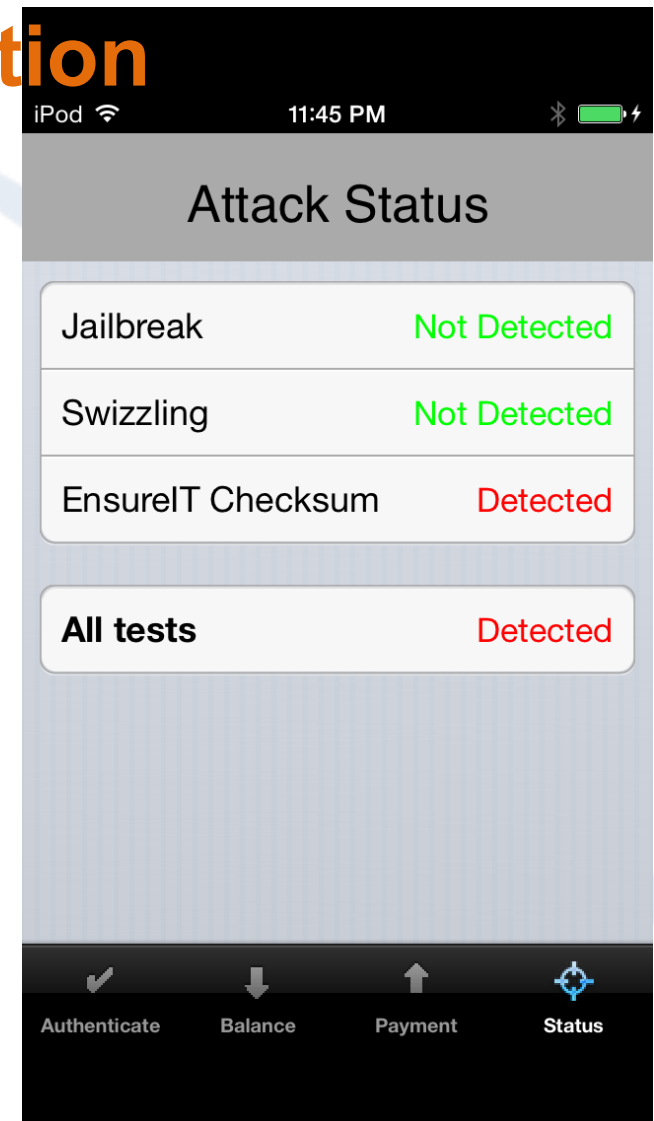 tion
iPod 11:45 PM
Attack Status
Jailbreak Not Detected
Swizzling Not Detected
EnsureIT Checksum Detected
All tests Detected
Authenticate Balance Payment Status